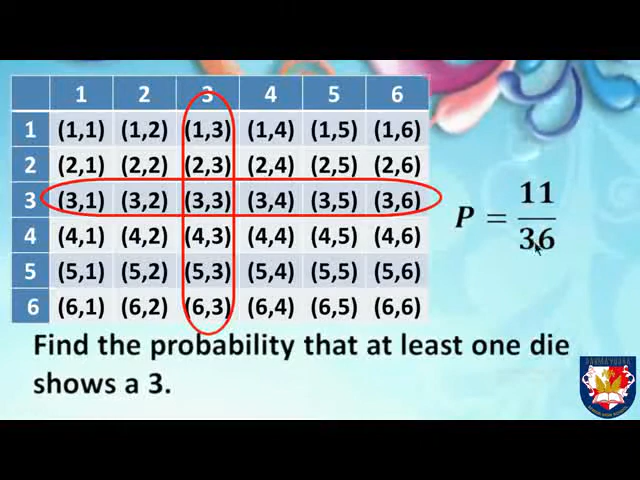 1 2 3 4 5 6
1 (1,1) (1,2) (1,3) (1,4) (1,5) (1,6)
2 (2,1) (2,2) (2,3) (2,4) (2,5) (2,6)
3 (3,1) (3,2) (3,3) (3,4) (3,5) (3,6)
4 (4,1) (4,2) (4,3) (4,4) (4,5) (4,6)
5 (5,1) (5,2) (5,3) (5,4) (5,5) (5,6)
6 (6,1) (6,2) (6,3) (6,4) (6,5) (6,6)
P = 11/36
Find the probability that at least one die
shows a 3.